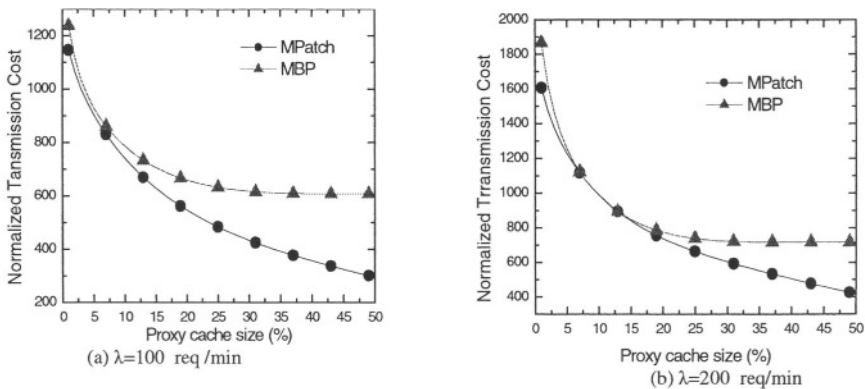 Normalized Tansmission Cost
1200
1000
800
600
400
200
MPatch
MBP
0 5 10 15 20 25 30 35 40 45 50
Proxy cache size (%)
(a) λ=100 req /min
Normalized Trransmission Cost
2000
1800
1600
1400
1200
1000
800
600
400
MPatch
MBP
0 5 10 15 20 25 30 35 40 45 50
Proxy cache size (%)
(b) λ=200 req/min